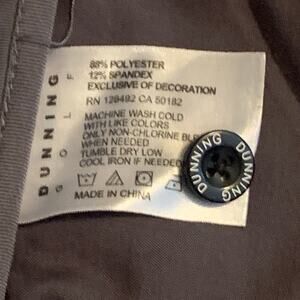 DUNNING
GOLF
88% POLYESTER
12% SPANDEX
EXCLUSIVE OF DECORATION
RN 128492 CA 50182
MACHINE WASH COLD
WITH LIKE COLORS
ONLY NON-CHLORINE
WHEN NEEDED
TUMBLE DRY LOW
COOL IRON IF NEEDED
MADE IN CHINA
DUNNING DUNNING